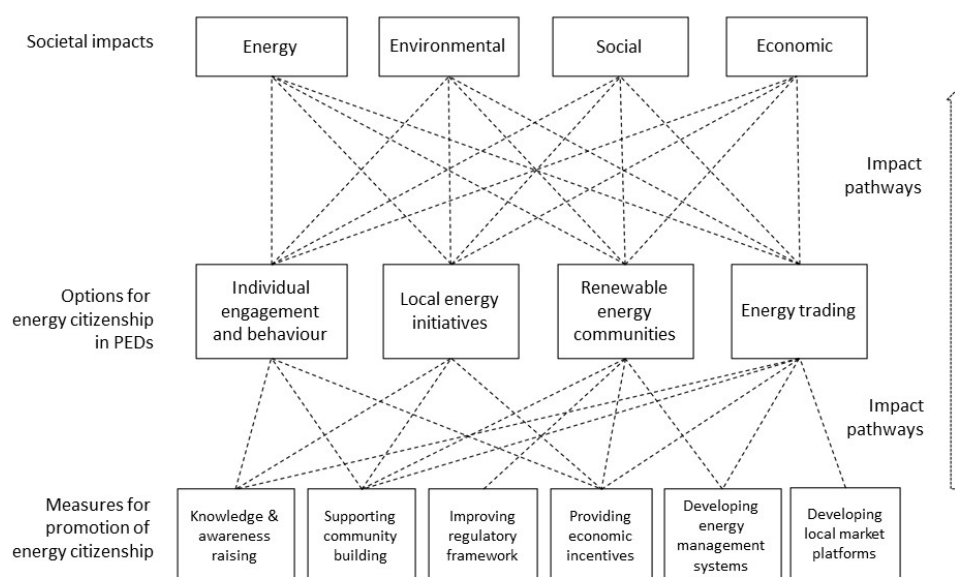 Societal impacts
Energy
Environmental
Social
Economic
Impact
pathways
Options for
energy citizenship
in PEDs
Individual
engagement
and behaviour
Local energy
initiatives
Renewable
energy
communities
Energy trading
Impact
pathways
Measures for
promotion of
energy citizenship
Knowledge &
awareness
raising
Supporting
community
building
Improving
regulatory
framework
Providing
economic
incentives
Developing
energy
management
systems
Developing
local market
platforms